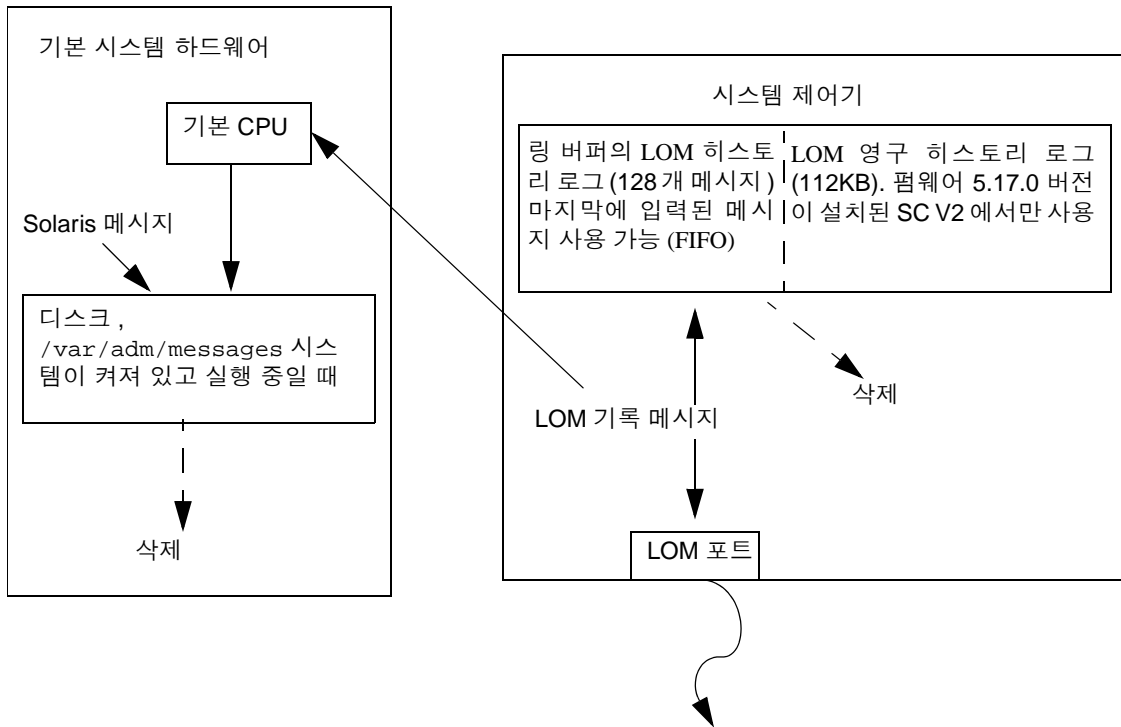 기본 시스템 하드웨어
기본 CPU
Solaris 메시지
디스크 ,
/var/adm/messages 시스
템이 켜져 있고 실행 중일 때
삭제
시스템 제어기
링 버퍼의 LOM 히스토
리 로그 (128 개 메시지 )
마지막에 입력된 메시
지 사용 가능 (FIFO)
LOM 영구 히스토리 로그
(112KB). 펌웨어 5.17.0 버전
이 설치된 SC V2 에서만 사용
가능
삭제
LOM 기록 메시지
LOM 포트